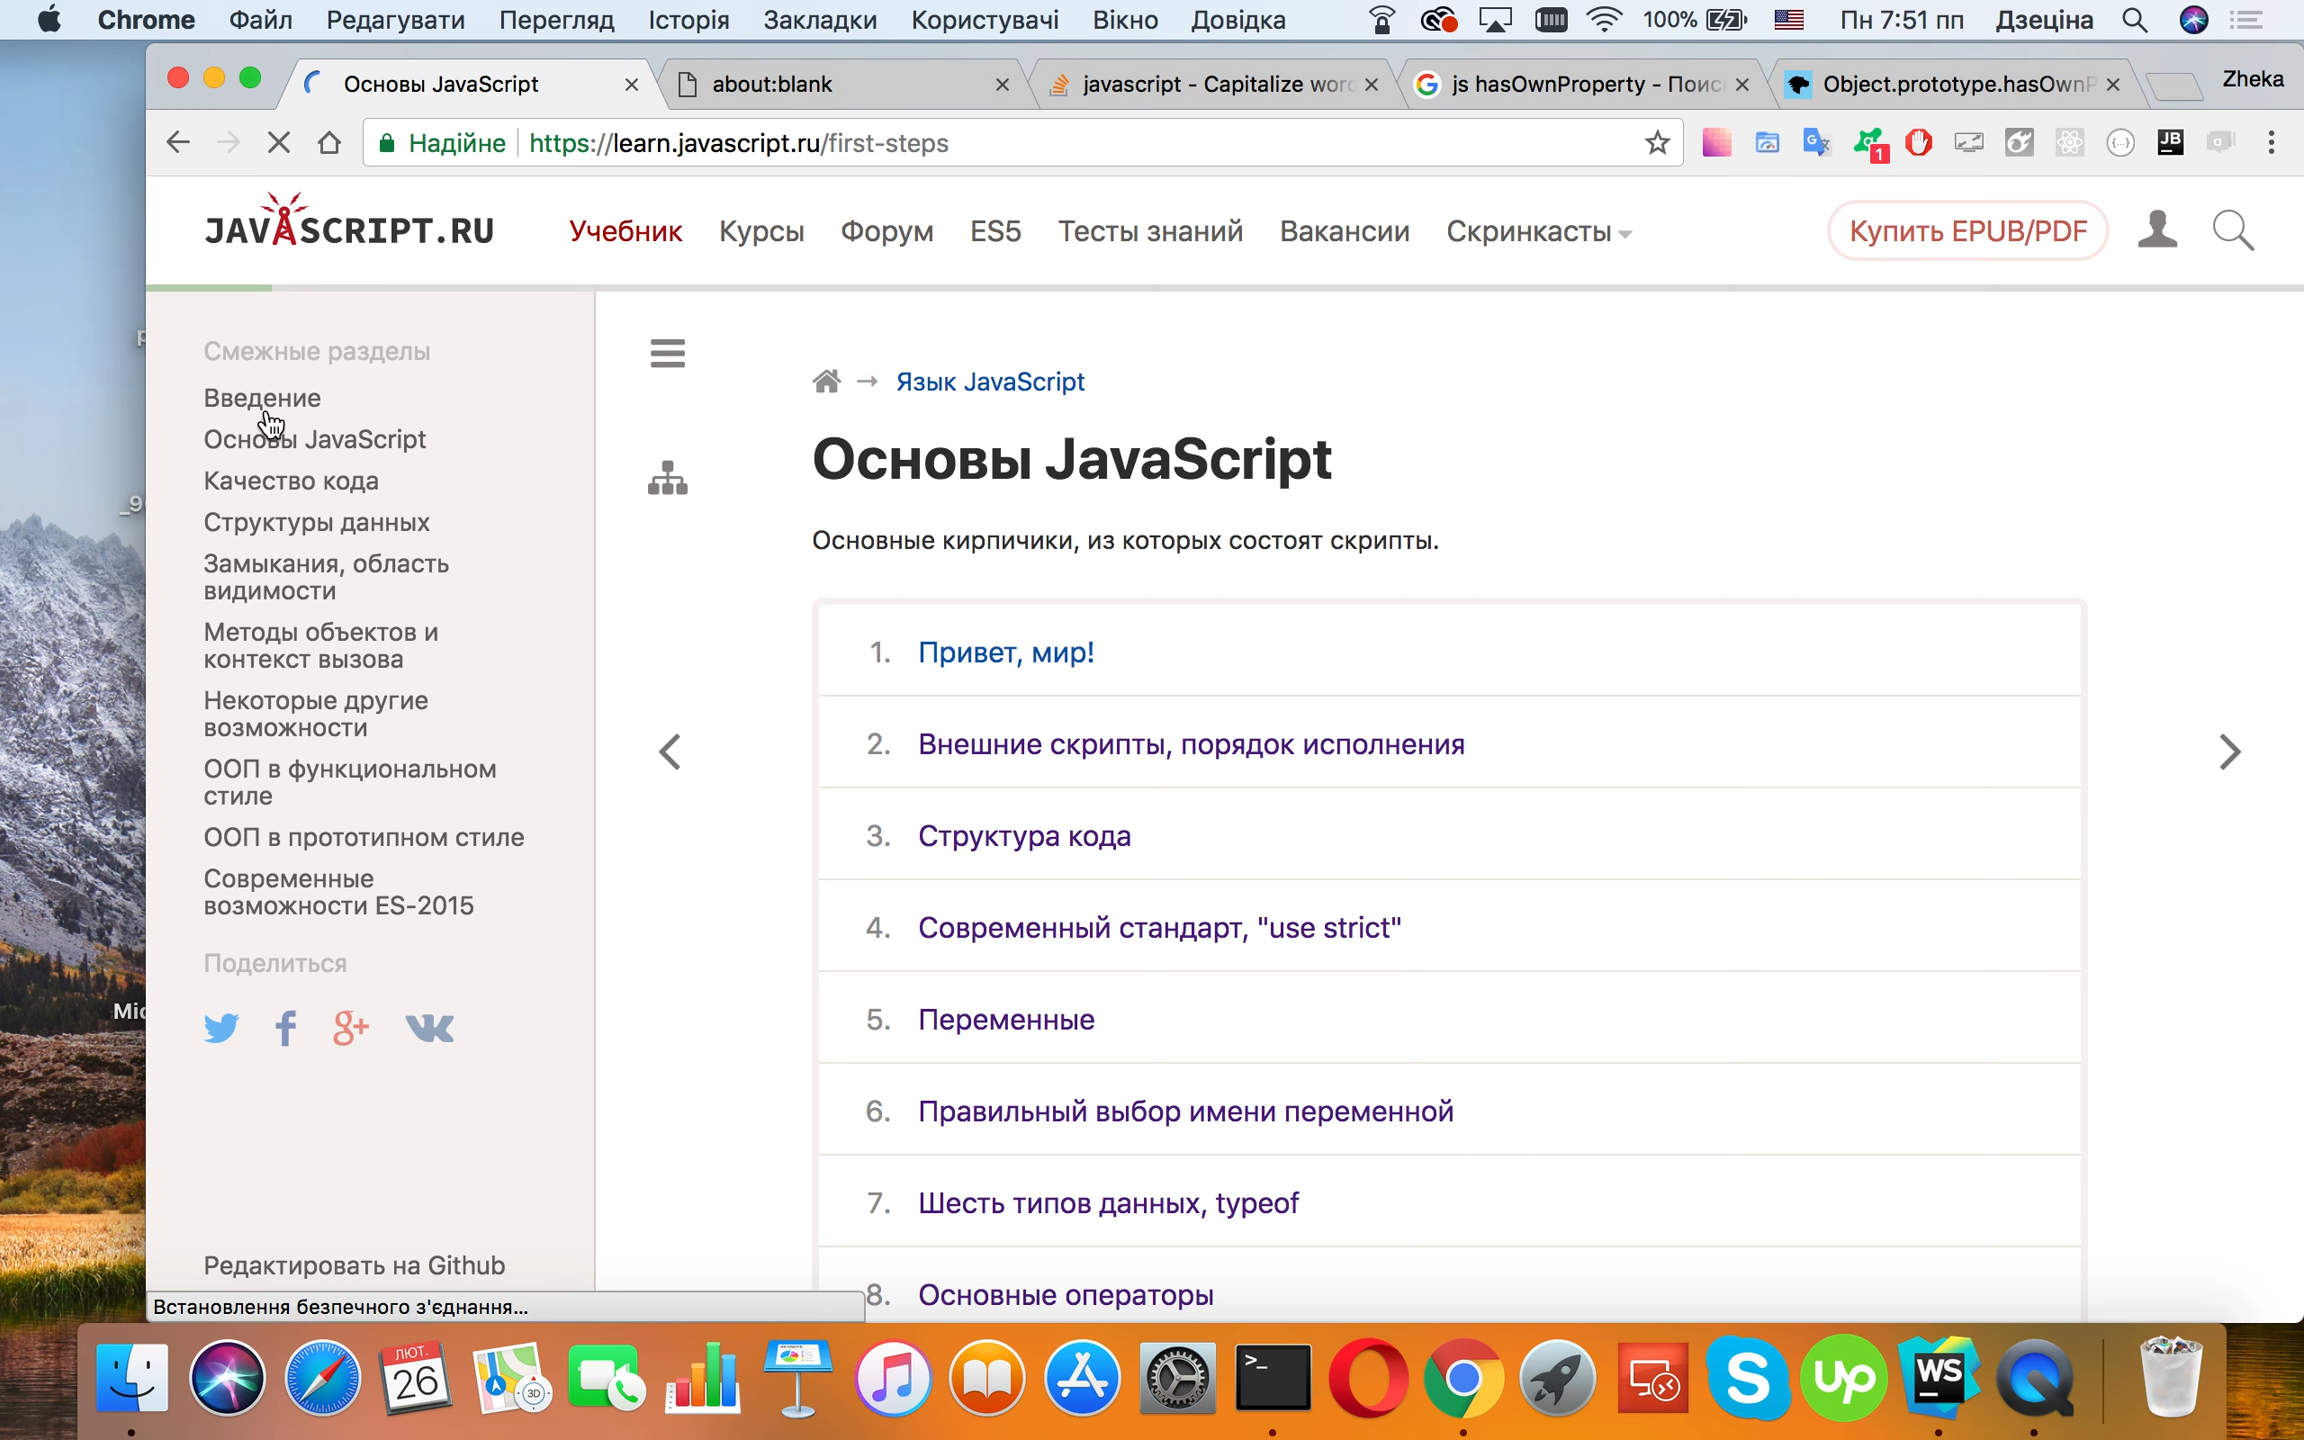 Chrome Файл Редагувати Перегляд Історія Закладки Користувачі Вікно Довідка 100% Пн 7:51 пп Дзеціна
Основы JavaScript about:blank javascript - Capitalize wor js hasOwnProperty - Поис Object.prototype.hasOwnP Zheka
Надійне https://learn.javascript.ru/first-steps 1 JB
JAVASCRIPT.RU Учебник Курсы Форум ES5 Тесты знаний Вакансии Скринкасты Купить EPUB/PDF
Смежные разделы
Введение
Основы JavaScript
Качество кода
Структуры данных
Замыкания, область
видимости
Методы объектов и
контекст вызова
Некоторые другие
возможности
ООП в функциональном
стиле
ООП в прототипном стиле
Современные
возможности ES-2015
Поделиться
Редактировать на Github
Встановлення безпечного з'єднання...
Язык JavaScript
Основы JavaScript
Основные кирпичики, из которых состоят скрипты.
1. Привет, мир!
2. Внешние скрипты, порядок исполнения
3. Структура кода
4. Современный стандарт, "use strict"
5. Переменные
6. Правильный выбор имени переменной
7. Шесть типов данных, typeof
8. Основные операторы
_9
Mic
ЛЮТ.
26
3D
WS